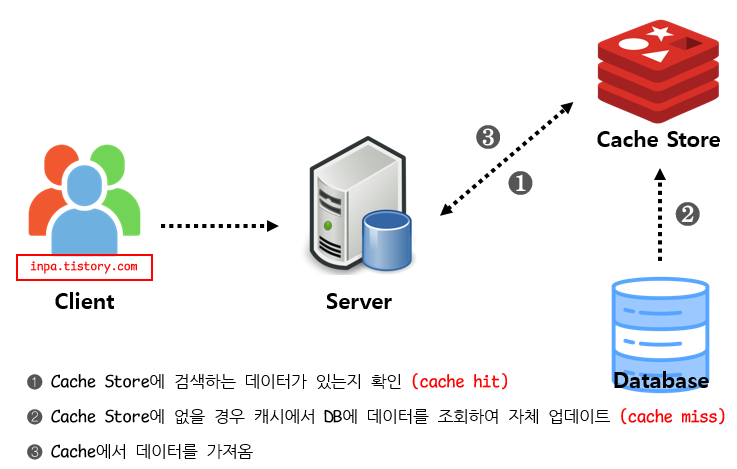 ❸
Cache Store
❶
❷
inpa.tistory.com
Client
Server
Database
❶ Cache Store에 검색하는 데이터가 있는지 확인 (cache hit)
❷ Cache Store에 없을 경우 캐시에서 DB에 데이터를 조회하여 자체 업데이트 (cache miss)
❸ Cache에서 데이터를 가져옴